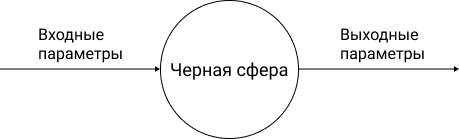 Входные
параметры
Черная сфера
Выходные
параметры